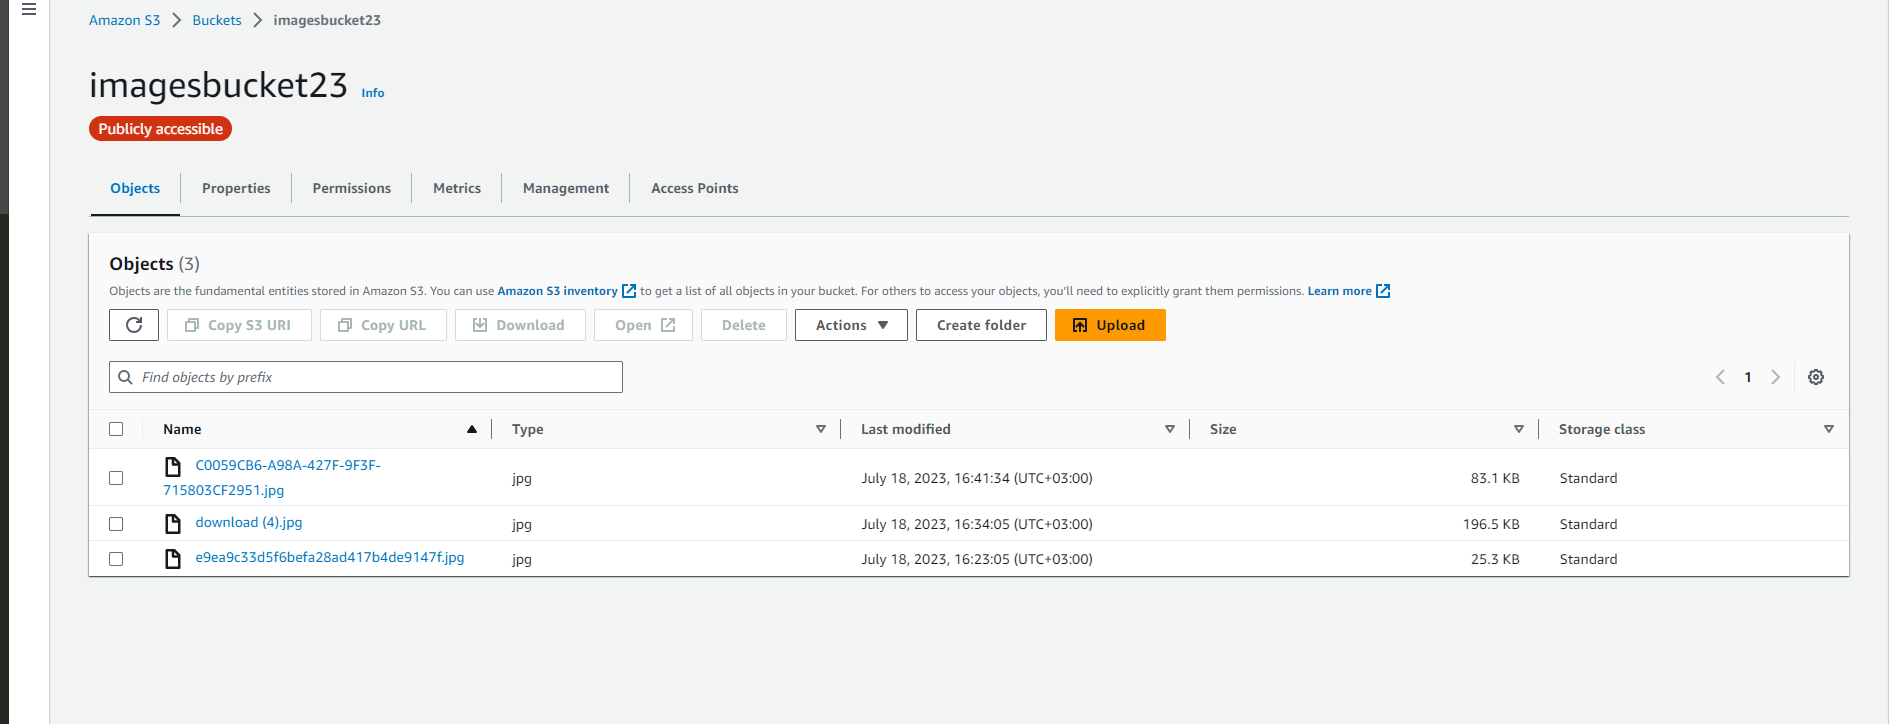 Amazon S3 > Buckets > imagesbucket23
imagesbucket23 Info
Publicly accessible
Objects Properties Permissions Metrics Management Access Points
Objects (3)
Objects are the fundamental entities stored in Amazon S3. You can use Amazon S3 inventory to get a list of all objects in your bucket. For others to access your objects, you'll need to explicitly grant them permissions. Learn more
Copy S3 URI Copy URL Download Open Delete Actions Create folder Upload
Find objects by prefix 1
Name Type Last modified Size Storage class
C0059CB6-A98A-427F-9F3F-
715803CF2951.jpg jpg July 18, 2023, 16:41:34 (UTC+03:00) 83.1 KB Standard
download (4).jpg jpg July 18, 2023, 16:34:05 (UTC+03:00) 196.5 KB Standard
e9ea9c33d5f6befa28ad417b4de9147f.jpg jpg July 18, 2023, 16:23:05 (UTC+03:00) 25.3 KB Standard